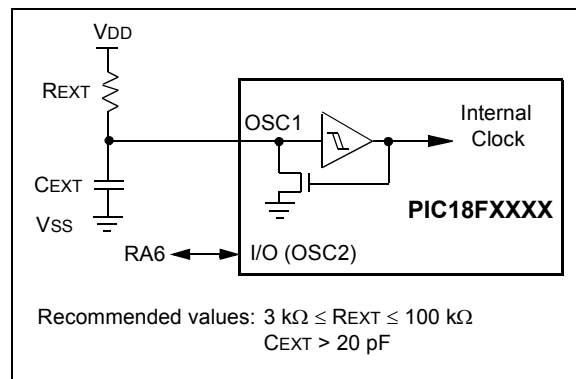 VDD
REXT
OSC1
Internal
Clock
CEXT
PIC18FXXXX
VSS
RA6
I/O (OSC2)
Recommended values: 3 kΩ ≤ REXT ≤ 100 kΩ
CEXT > 20 pF